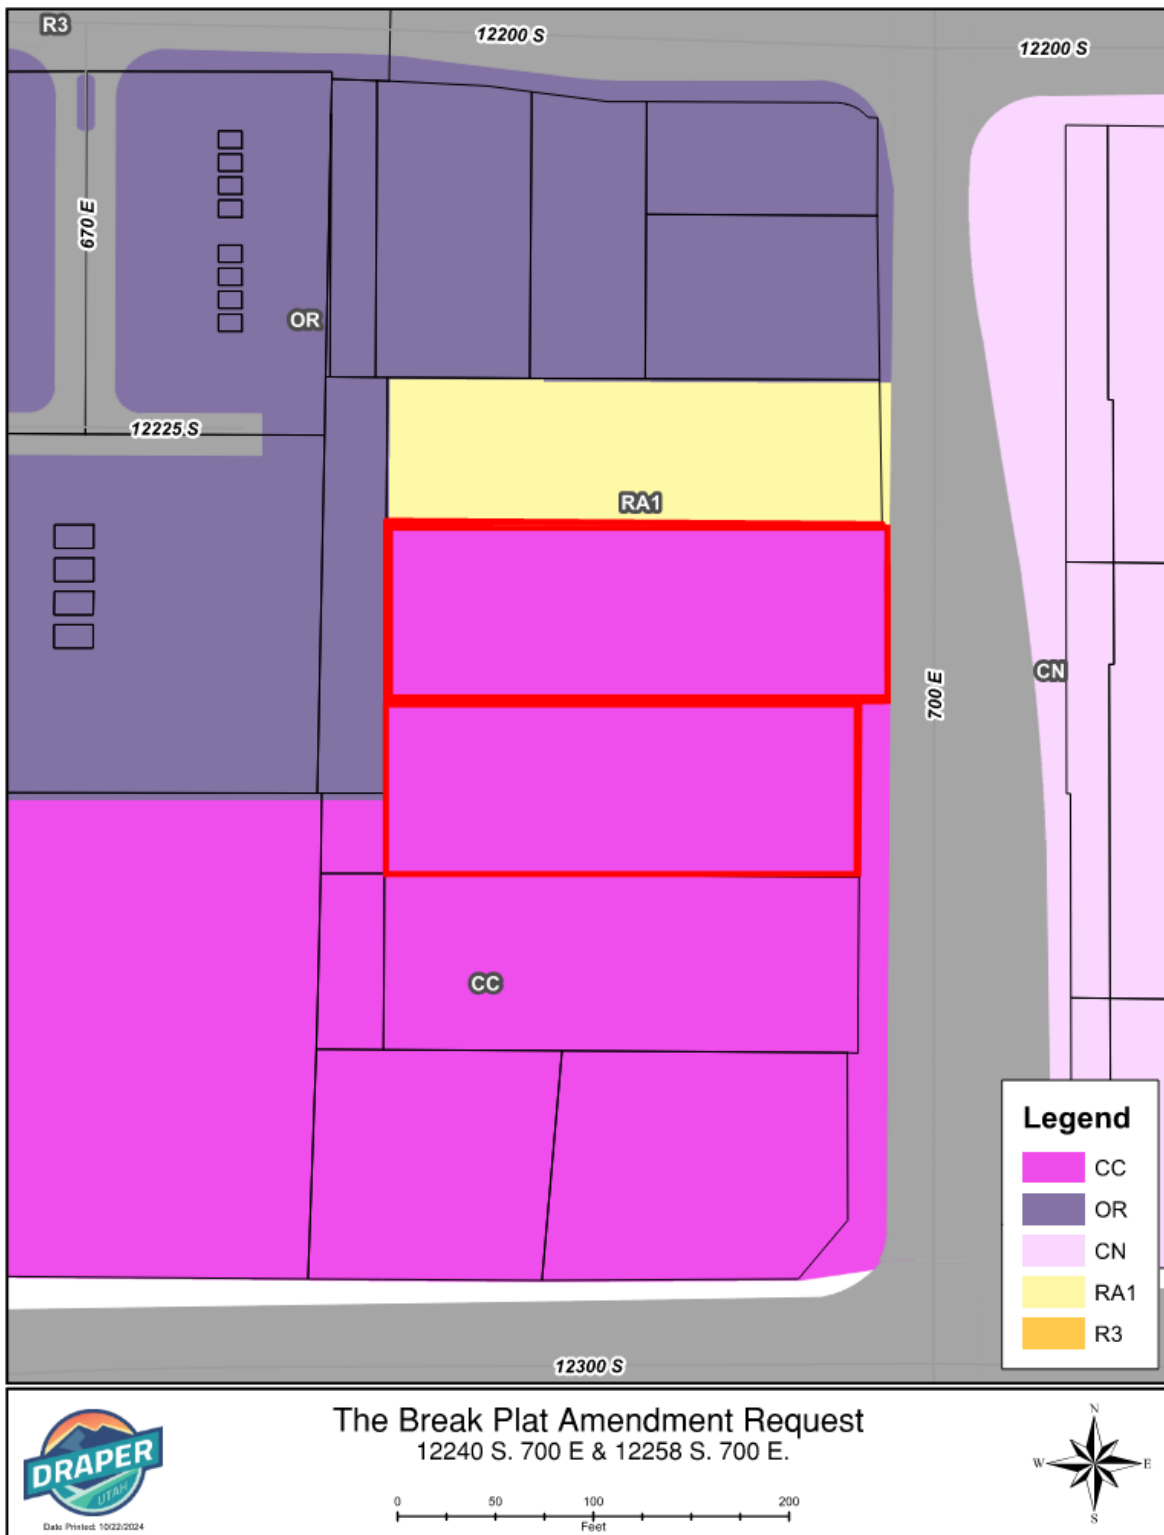 R3
12200 S
12200 S
670 E
OR
12225 S
RA1
CN
700 E
CC
Legend
CC
OR
CN
RA1
R3
12300 S
The Break Plat Amendment Request
12240 S. 700 E & 12258 S. 700 E.
DRAPER
UTAH
Date Printed: 10/22/2024
0 50 100 200
Feet
N
W E
S